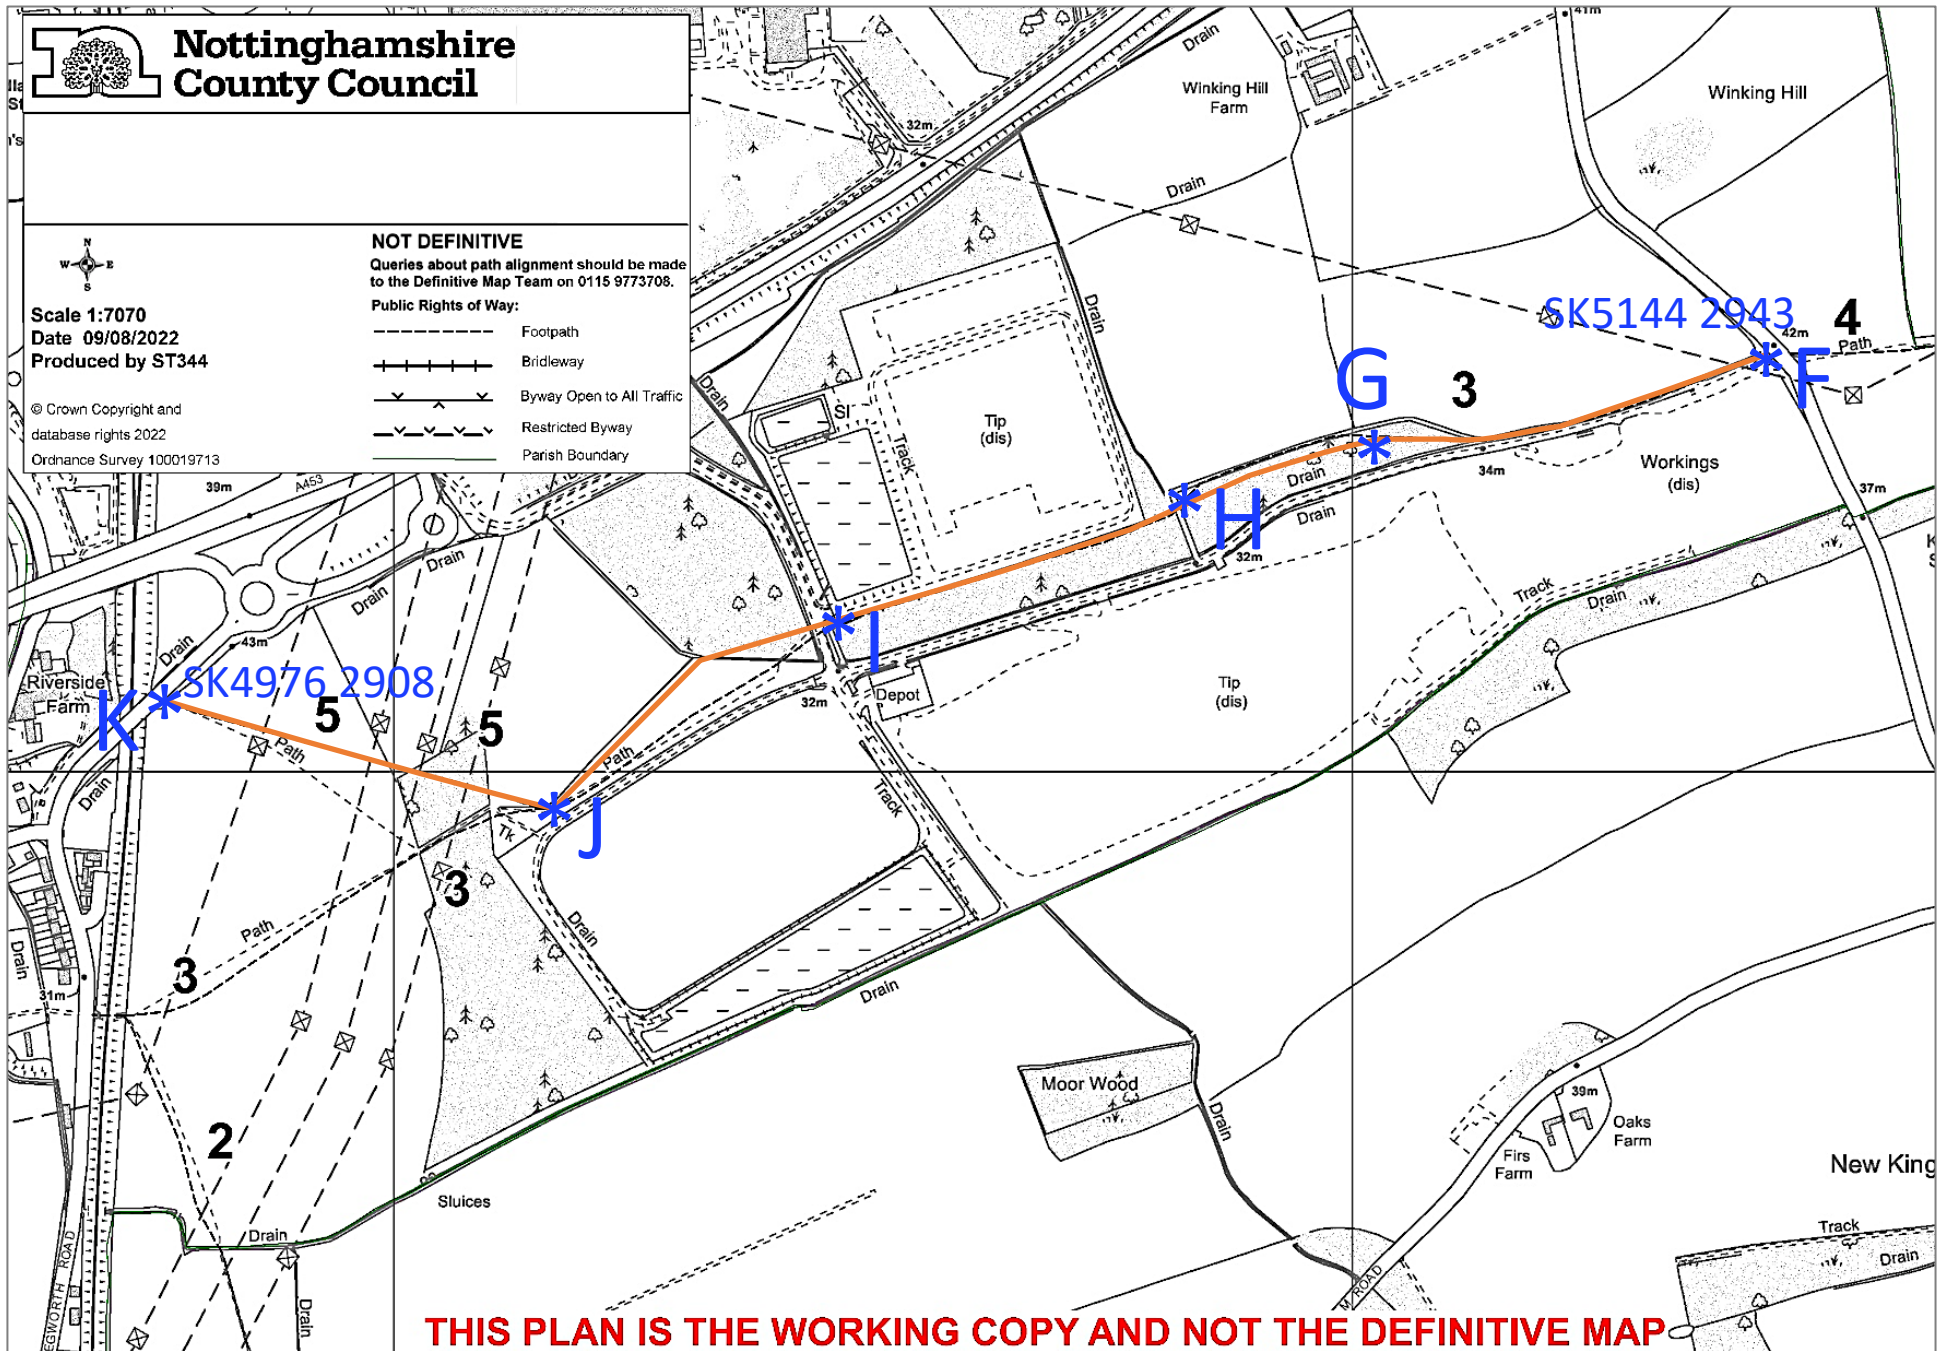 Nottinghamshire
County Council
N
W E
S
Scale 1:7070
Date 09/08/2022
Produced by ST344
© Crown Copyright and
database rights 2022
Ordnance Survey 100019713
NOT DEFINITIVE
Queries about path alignment should be made
to the Definitive Map Team on 0115 9773708.
Public Rights of Way:
Footpath
Bridleway
Byway Open to All Traffic
Restricted Byway
Parish Boundary
32m
Drain
Winking Hill
Farm
41m
Winking Hill
Drain
Drain
SK5144 2943
42m
4
Path
F
G
3
Drain
SI
Tip
(dis)
Track
Drain
34m
Workings
(dis)
37m
H
Drain
32m
39m
A453
Drain
Drain
Drain
43m
Riverside
Farm
K
SK4976 2908
5
Path
5
I
Depot
32m
Tip
(dis)
Track
Drain
Path
J
Tk
Track
Drain
3
Path
3
Drain
Drain
31m
Drain
2
Moor Wood
Drain
39m
Oaks
Farm
Firs
Farm
New King
Sluices
Drain
Drain
EGWORTH ROAD
M ROAD
Track
Drain
THIS PLAN IS THE WORKING COPY AND NOT THE DEFINITIVE MAP